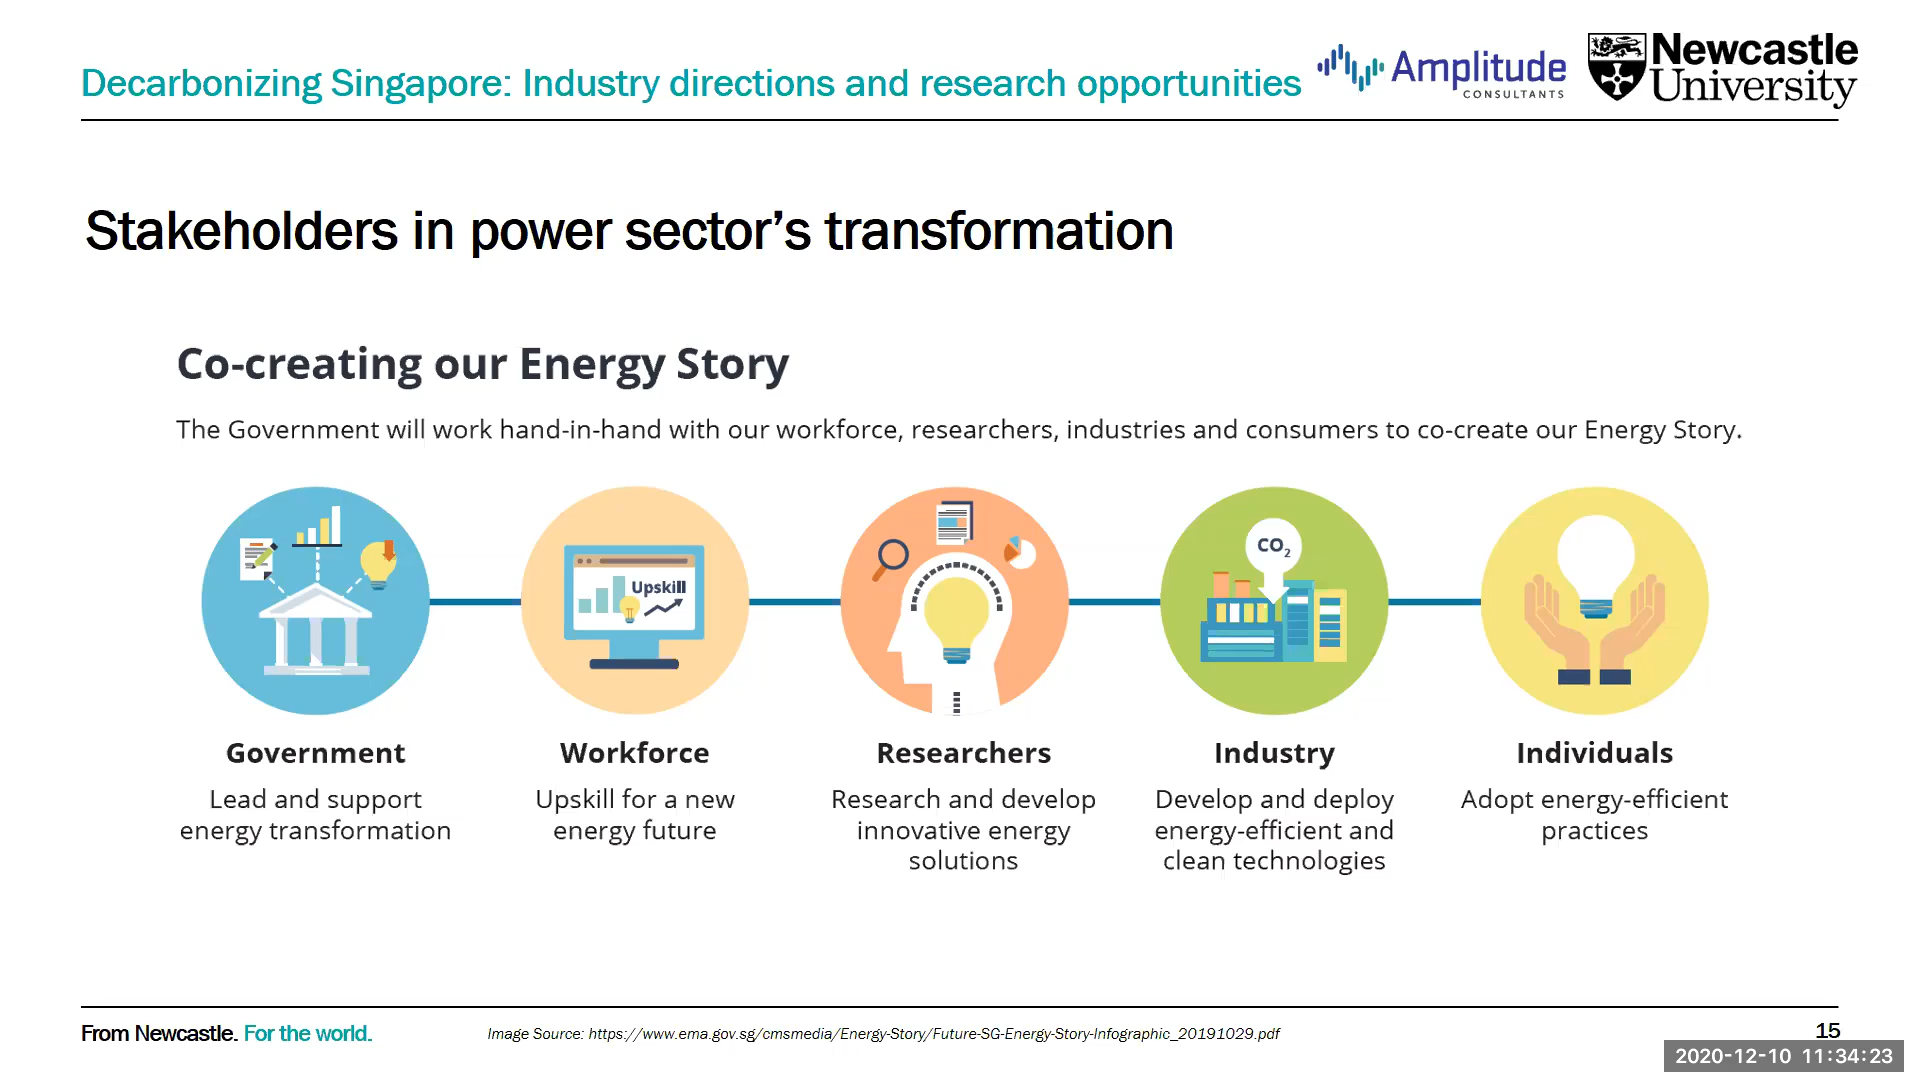 Decarbonizing Singapore: Industry directions and research opportunities
Amplitude
CONSULTANTS
Newcastle
University
Stakeholders in power sector's transformation
Co-creating our Energy Story
The Government will work hand-in-hand with our workforce, researchers, industries and consumers to co-create our Energy Story.
Upskill
CO₂
Government
Lead and support
energy transformation
Workforce
Upskill for a new
energy future
Researchers
Research and develop
innovative energy
solutions
Industry
Develop and deploy
energy-efficient and
clean technologies
Individuals
Adopt energy-efficient
practices
From Newcastle. For the world.
Image Source: https://www.ema.gov.sg/cmsmedia/Energy-Story/Future-SG-Energy-Story-Infographic_20191029.pdf
15
2020-12-10 11:34:23